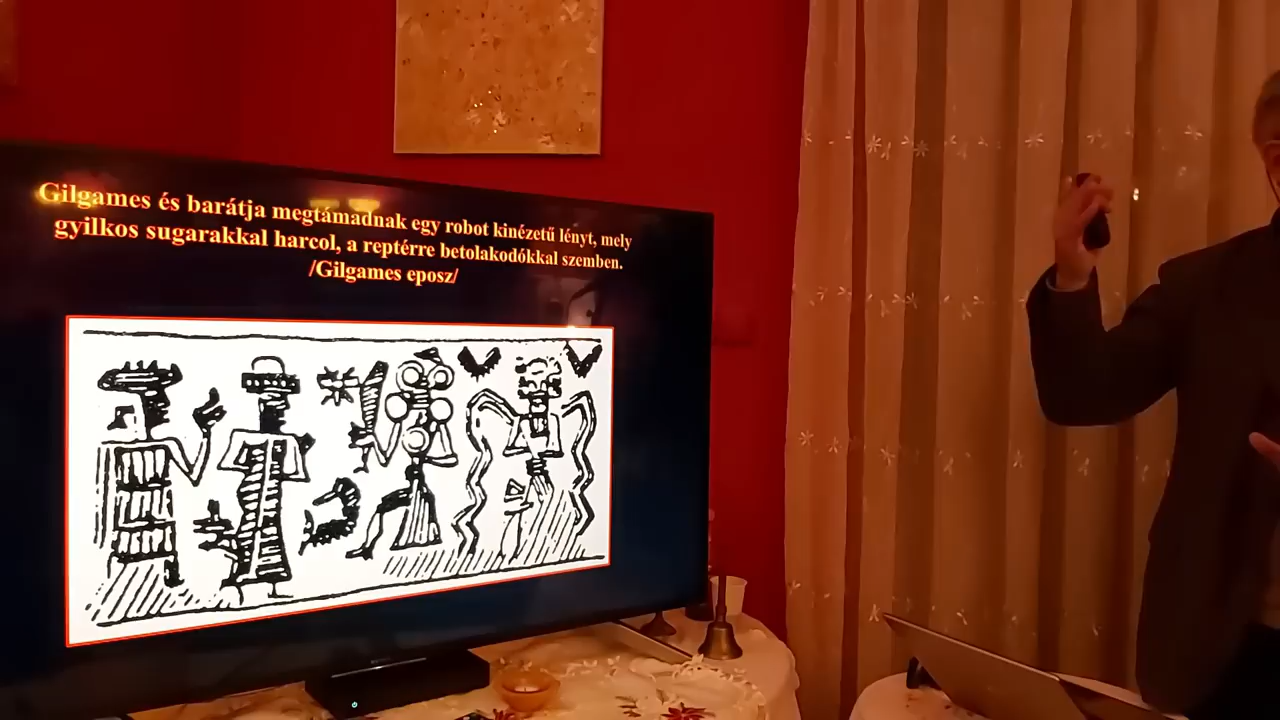 Gilgames és barátja megtámadnak egy robot kinézetű lényt, mely
gyilkos sugarakkal harcol, a reptérre betolakodókkal szemben.
/Gilgames eposz/